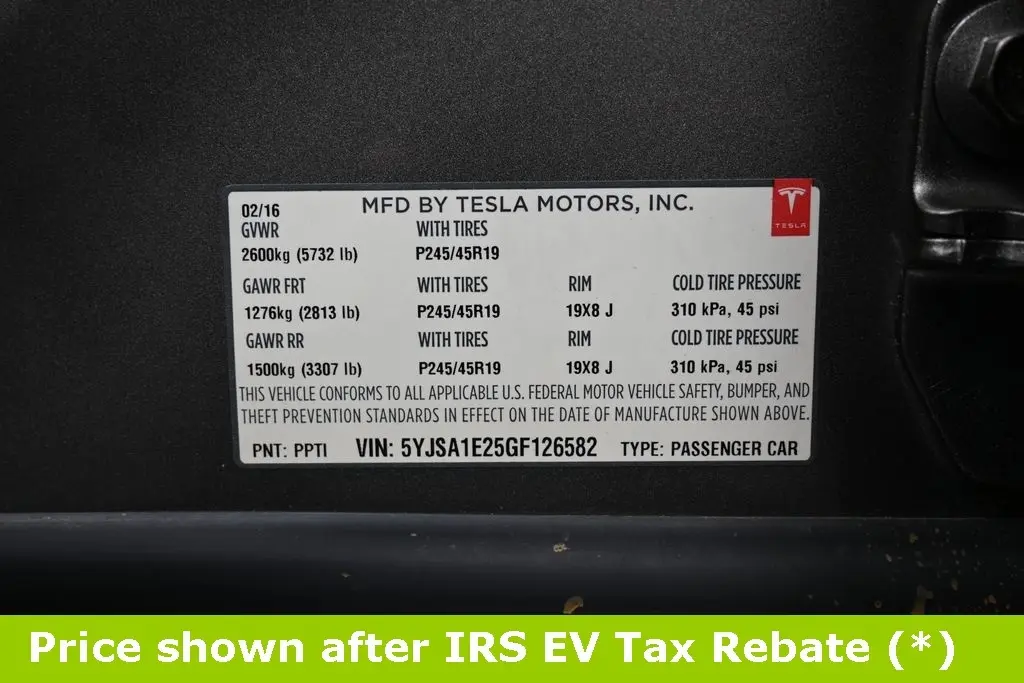 02/16 MFD BY TESLA MOTORS, INC.
TESLA
GVWR WITH TIRES
2600kg (5732 lb) P245/45R19
GAWR FRT WITH TIRES RIM COLD TIRE PRESSURE
1276kg (2813 lb) P245/45R19 19X8 J 310 kPa, 45 psi
GAWR RR WITH TIRES RIM COLD TIRE PRESSURE
1500kg (3307 lb) P245/45R19 19X8 J 310 kPa, 45 psi
THIS VEHICLE CONFORMS TO ALL APPLICABLE U.S. FEDERAL MOTOR VEHICLE SAFETY, BUMPER, AND
THEFT PREVENTION STANDARDS IN EFFECT ON THE DATE OF MANUFACTURE SHOWN ABOVE.
PNT: PPTI VIN: 5YJSA1E25GF126582 TYPE: PASSENGER CAR
Price shown after IRS EV Tax Rebate (*)